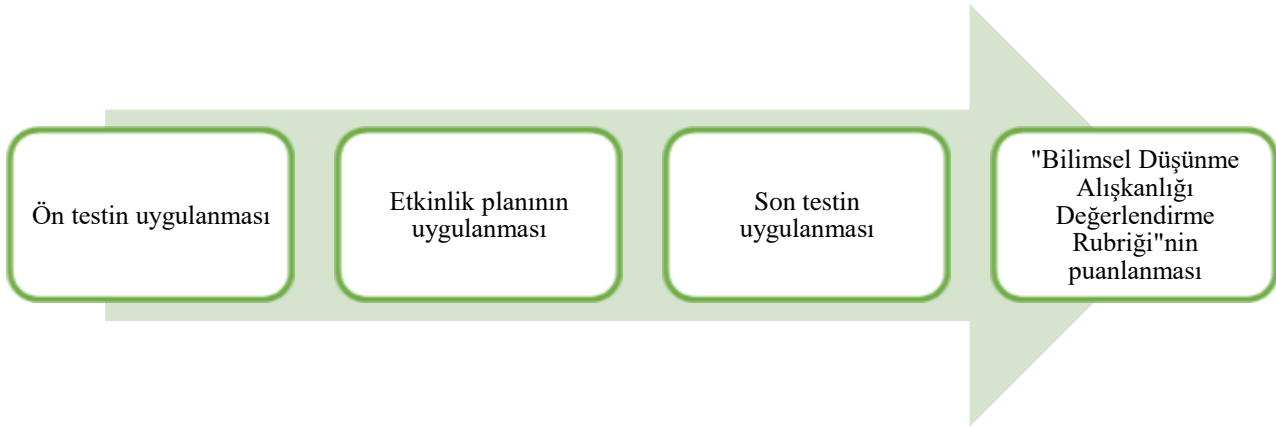 Ön testin uygulanması
Etkinlik planının
uygulanması
Son testin
uygulanması
"Bilimsel Düşünme
Alışkanlığı
Değerlendirme
Rubriği"nin
puanlanması